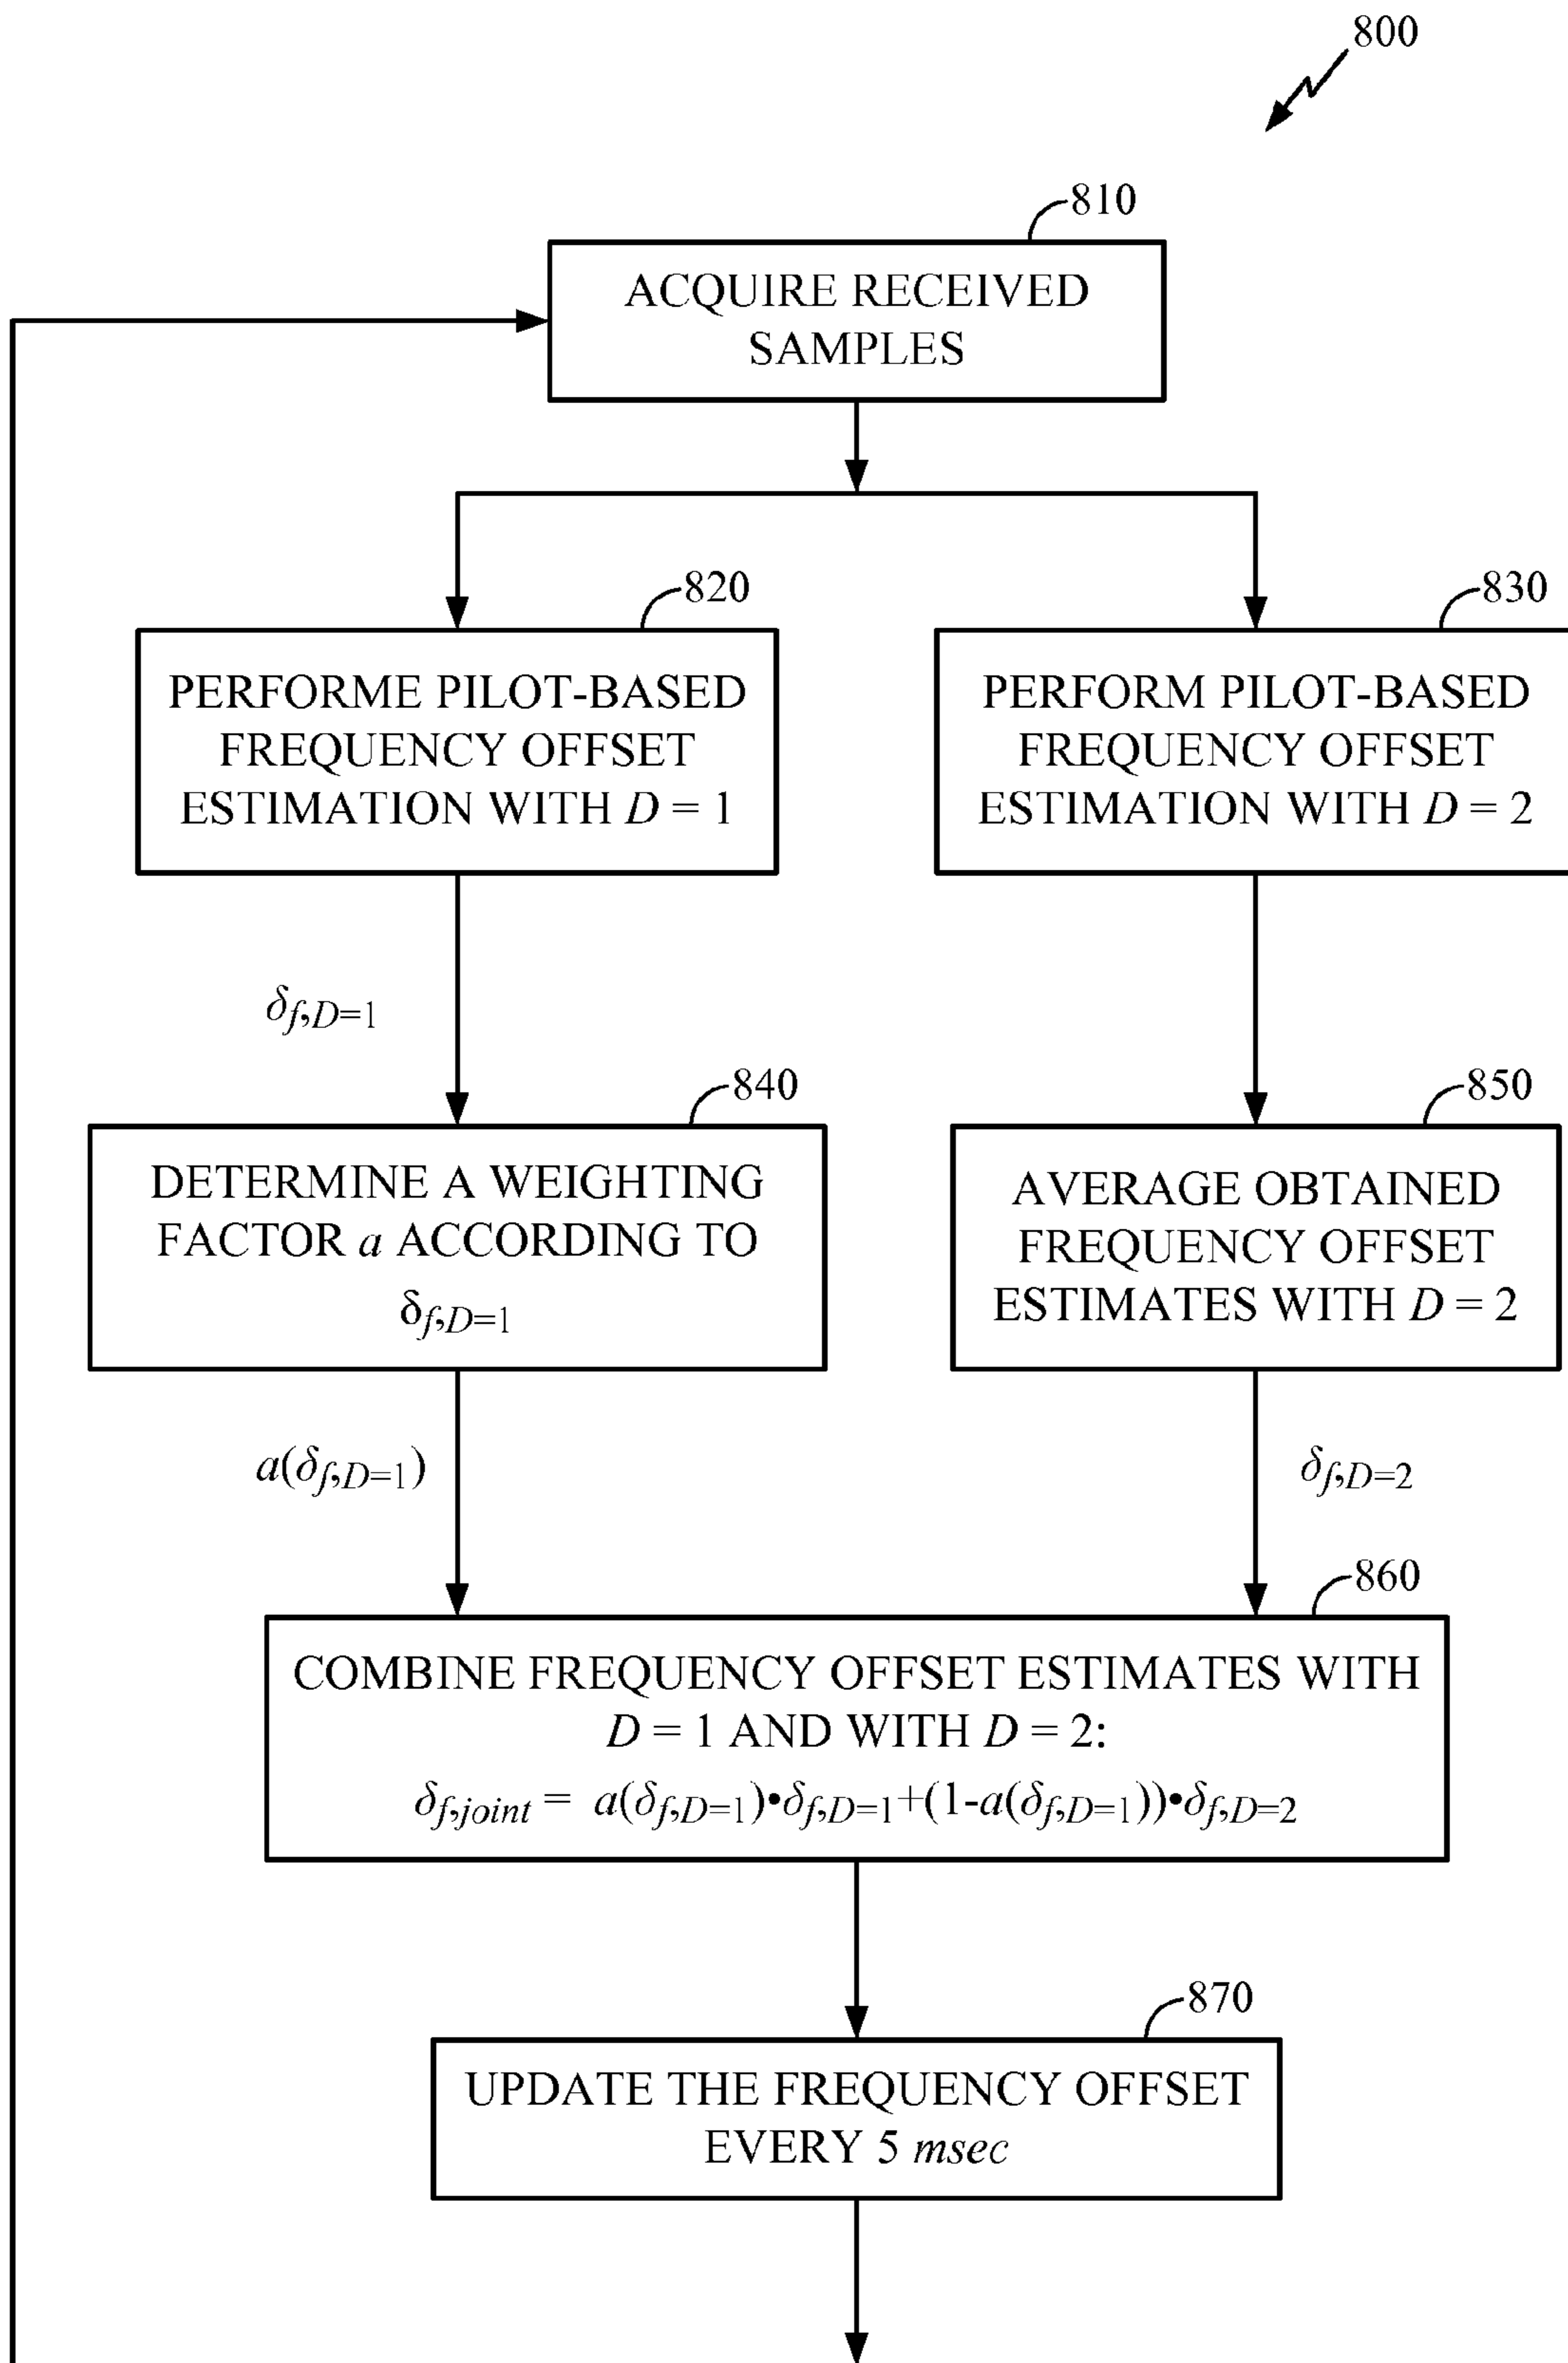 800
810
ACQUIRE RECEIVED
SAMPLES
820
PERFORME PILOT-BASED
FREQUENCY OFFSET
ESTIMATION WITH D = 1
830
PERFORM PILOT-BASED
FREQUENCY OFFSET
ESTIMATION WITH D = 2
δf,D=1
840
DETERMINE A WEIGHTING
FACTOR a ACCORDING TO
δf,D=1
850
AVERAGE OBTAINED
FREQUENCY OFFSET
ESTIMATES WITH D = 2
a(δf,D=1)
δf,D=2
860
COMBINE FREQUENCY OFFSET ESTIMATES WITH
D = 1 AND WITH D = 2:
δf,joint = a(δf,D=1)•δf,D=1+(1-a(δf,D=1))•δf,D=2
870
UPDATE THE FREQUENCY OFFSET
EVERY 5 msec